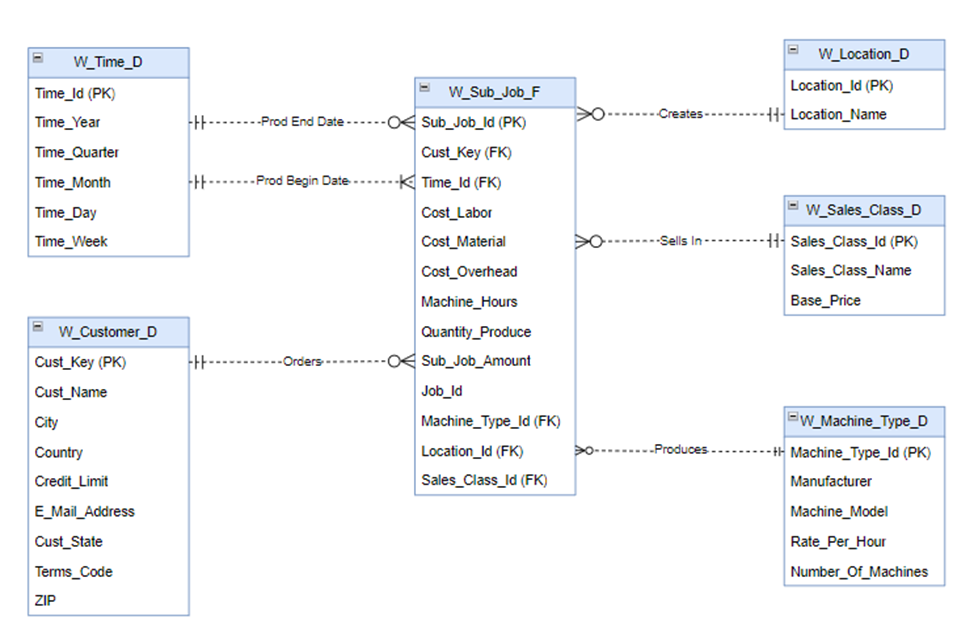 W_Time_D
Time_Id (PK)
Time_Year
Time_Quarter
Time_Month
Time_Day
Time_Week
Prod End Date
Prod Begin Date
W_Customer_D
Cust_Key (PK)
Cust_Name
City
Country
Credit_Limit
E_Mail_Address
Cust_State
Terms_Code
ZIP
Orders
W_Sub_Job_F
Sub_Job_Id (PK)
Cust_Key (FK)
Time_Id (FK)
Cost_Labor
Cost_Material
Cost_Overhead
Machine_Hours
Quantity_Produce
Sub_Job_Amount
Job_Id
Machine_Type_Id (FK)
Location_Id (FK)
Sales_Class_Id (FK)
Creates
Sells In
Produces
W_Location_D
Location_Id (PK)
Location_Name
W_Sales_Class_D
Sales_Class_Id (PK)
Sales_Class_Name
Base_Price
W_Machine_Type_D
Machine_Type_Id (PK)
Manufacturer
Machine_Model
Rate_Per_Hour
Number_Of_Machines